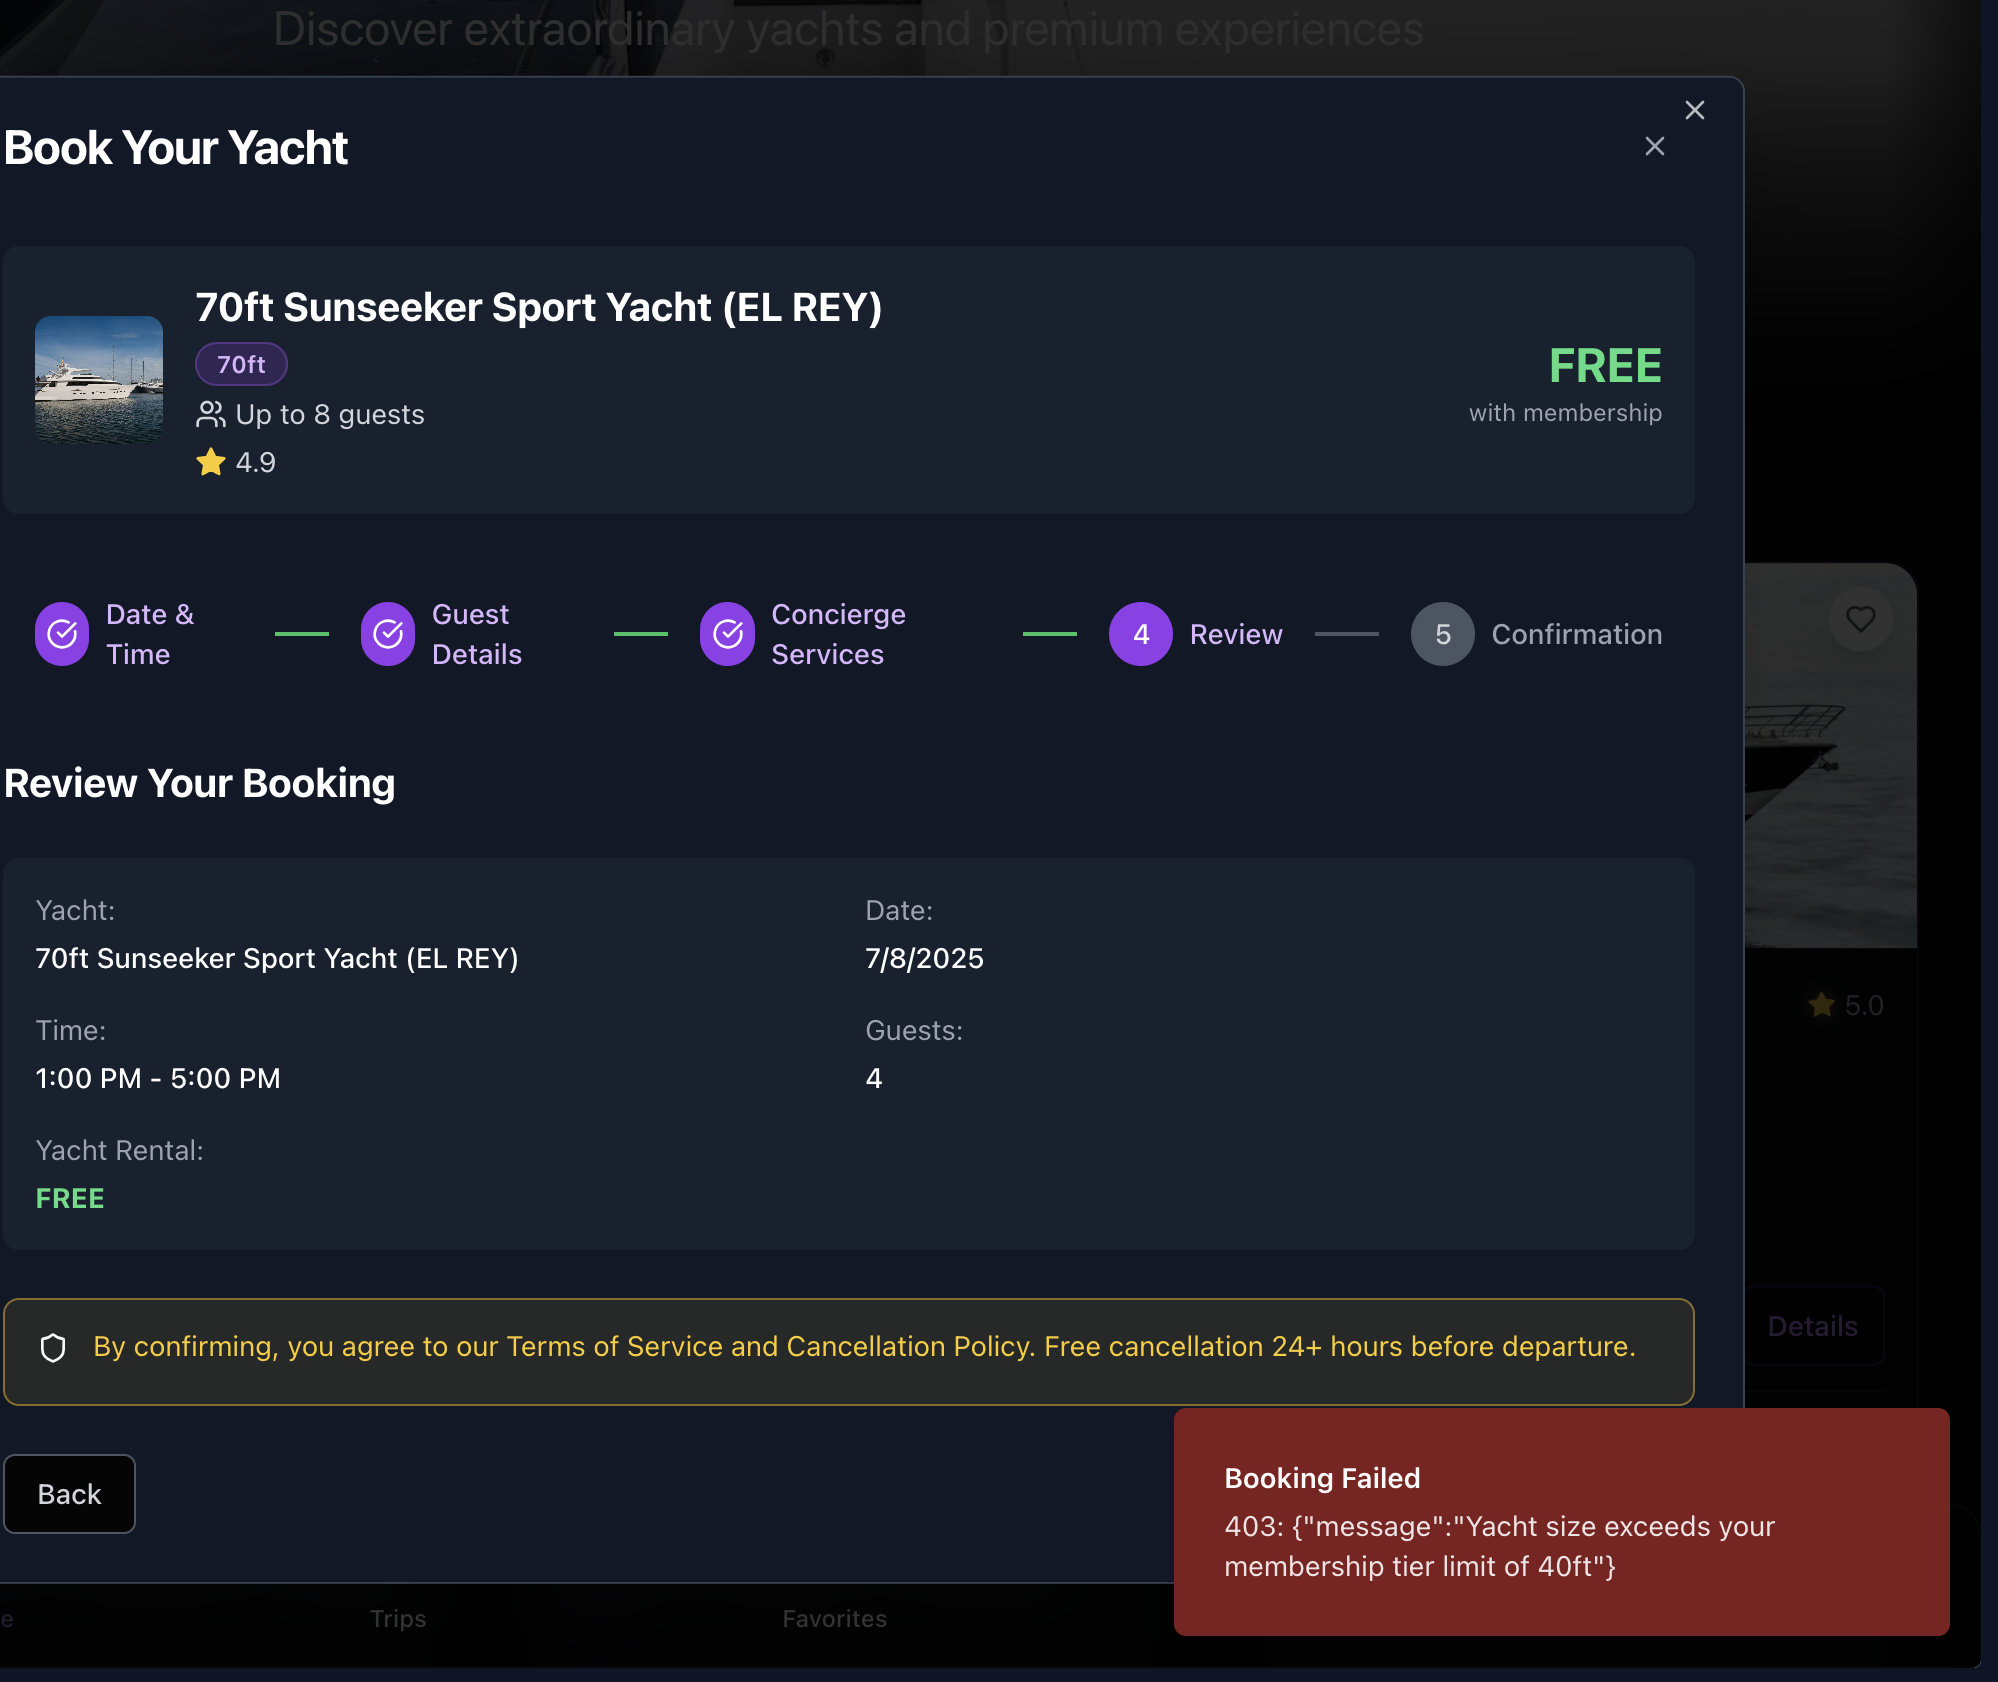 Discover extraordinary yachts and premium experiences
Book Your Yacht
70ft Sunseeker Sport Yacht (EL REY)
70ft
Up to 8 guests
4.9
FREE
with membership
Date &
Time
Guest
Details
Concierge
Services
4
Review
5
Confirmation
Review Your Booking
Yacht:
70ft Sunseeker Sport Yacht (EL REY)
Date:
7/8/2025
Time:
1:00 PM - 5:00 PM
Guests:
4
Yacht Rental:
FREE
5.0
Details
By confirming, you agree to our Terms of Service and Cancellation Policy. Free cancellation 24+ hours before departure.
Back
Booking Failed
403: {"message":"Yacht size exceeds your
membership tier limit of 40ft"}
e
Trips
Favorites